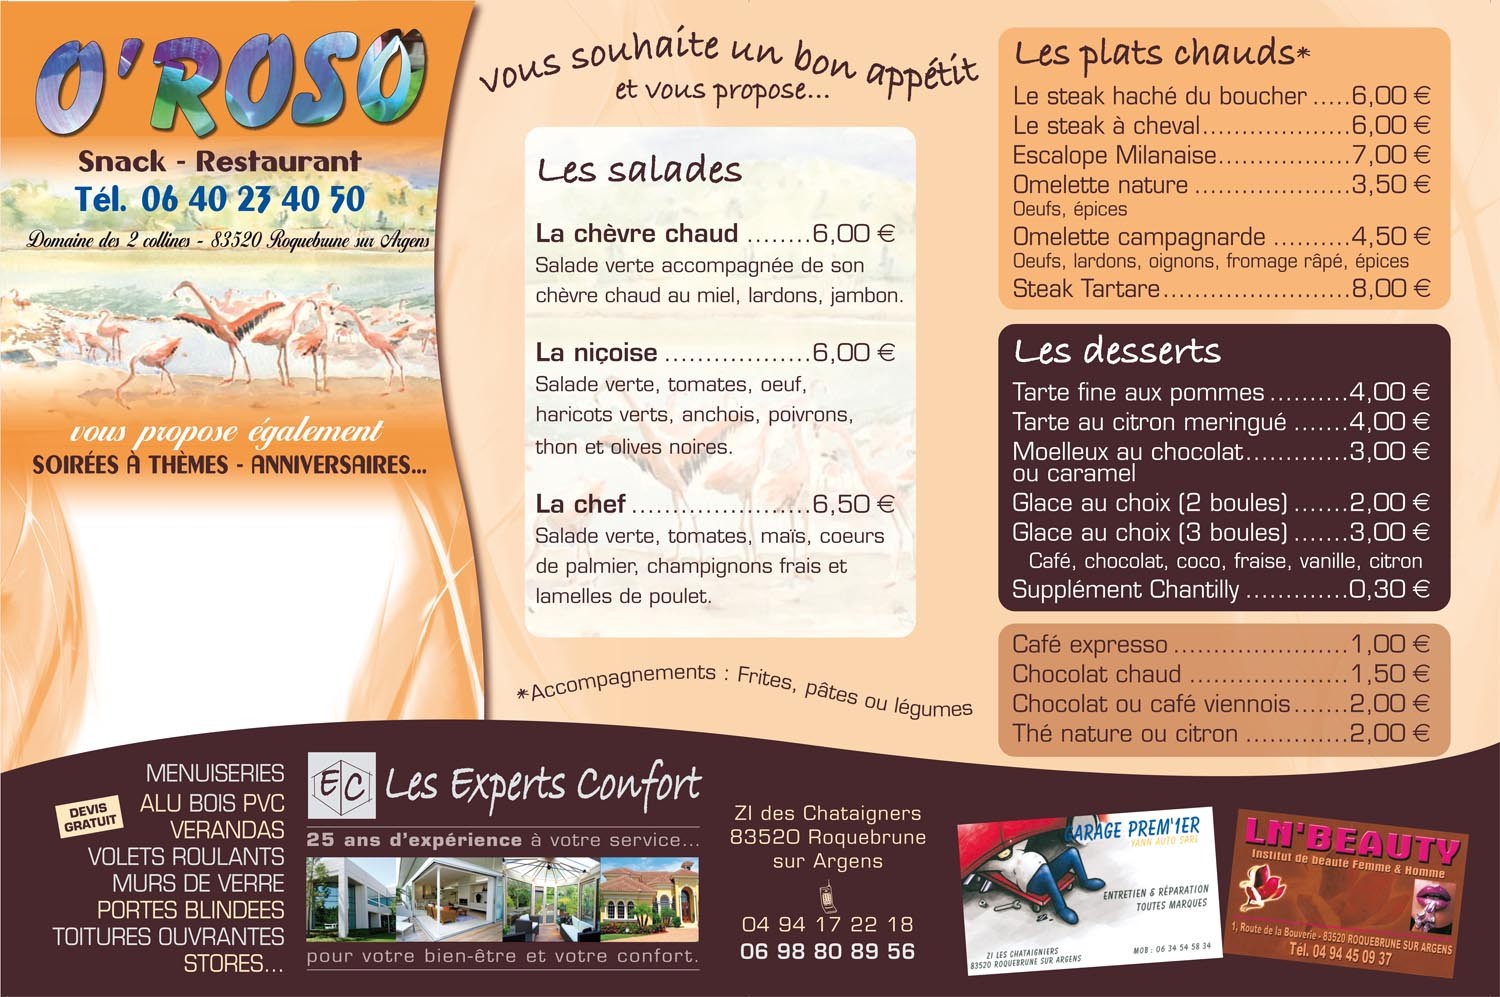 O'ROSO
Snack - Restaurant
Tél. 06 40 23 40 50
Domaine des 2 collines - 83520 Roquebrune sur Argens
vous propose également
SOIRÉES À THÈMES - ANNIVERSAIRES...
vous souhaite un bon appétit
et vous propose...
Les salades
La chèvre chaud ........6,00 €
Salade verte accompagnée de son
chèvre chaud au miel, lardons, jambon.
La niçoise ..................6,00 €
Salade verte, tomates, oeuf,
haricots verts, anchois, poivrons,
thon et olives noires.
La chef ......................6,50 €
Salade verte, tomates, maïs, coeurs
de palmier, champignons frais et
lamelles de poulet.
*Accompagnements : Frites, pâtes ou légumes
Les plats chauds*
Le steak haché du boucher .....6,00 €
Le steak à cheval...................6,00 €
Escalope Milanaise.................7,00 €
Omelette nature ....................3,50 €
Oeufs, épices
Omelette campagnarde ..........4,50 €
Oeufs, lardons, oignons, fromage râpé, épices
Steak Tartare........................8,00 €
Les desserts
Tarte fine aux pommes ..........4,00 €
Tarte au citron meringué .......4,00 €
Moelleux au chocolat.............3,00 €
ou caramel
Glace au choix (2 boules) .......2,00 €
Glace au choix (3 boules) .......3,00 €
Café, chocolat, coco, fraise, vanille, citron
Supplément Chantilly .............0,30 €
Café expresso ......................1,00 €
Chocolat chaud ....................1,50 €
Chocolat ou café viennois.......2,00 €
Thé nature ou citron .............2,00 €
DEVIS
GRATUIT
MENUISERIES
ALU BOIS PVC
VERANDAS
VOLETS ROULANTS
MURS DE VERRE
PORTES BLINDEES
TOITURES OUVRANTES
STORES...
EC Les Experts Confort
25 ans d'expérience à votre service...
pour votre bien-être et votre confort.
ZI des Chataigners
83520 Roquebrune
sur Argens
04 94 17 22 18
06 98 80 89 56
GARAGE PREM'IER
YANN AUTO SARL
ENTRETIEN & RÉPARATION
TOUTES MARQUES
ZI LES CHATAIGNIERS
83520 ROQUEBRUNE SUR ARGENS
MOB : 06 34 54 58 34
LN'BEAUTY
Institut de beauté Femme & Homme
1, Route de la Bouverie - 83520 ROQUEBRUNE SUR ARGENS
Tél. 04 94 45 09 37